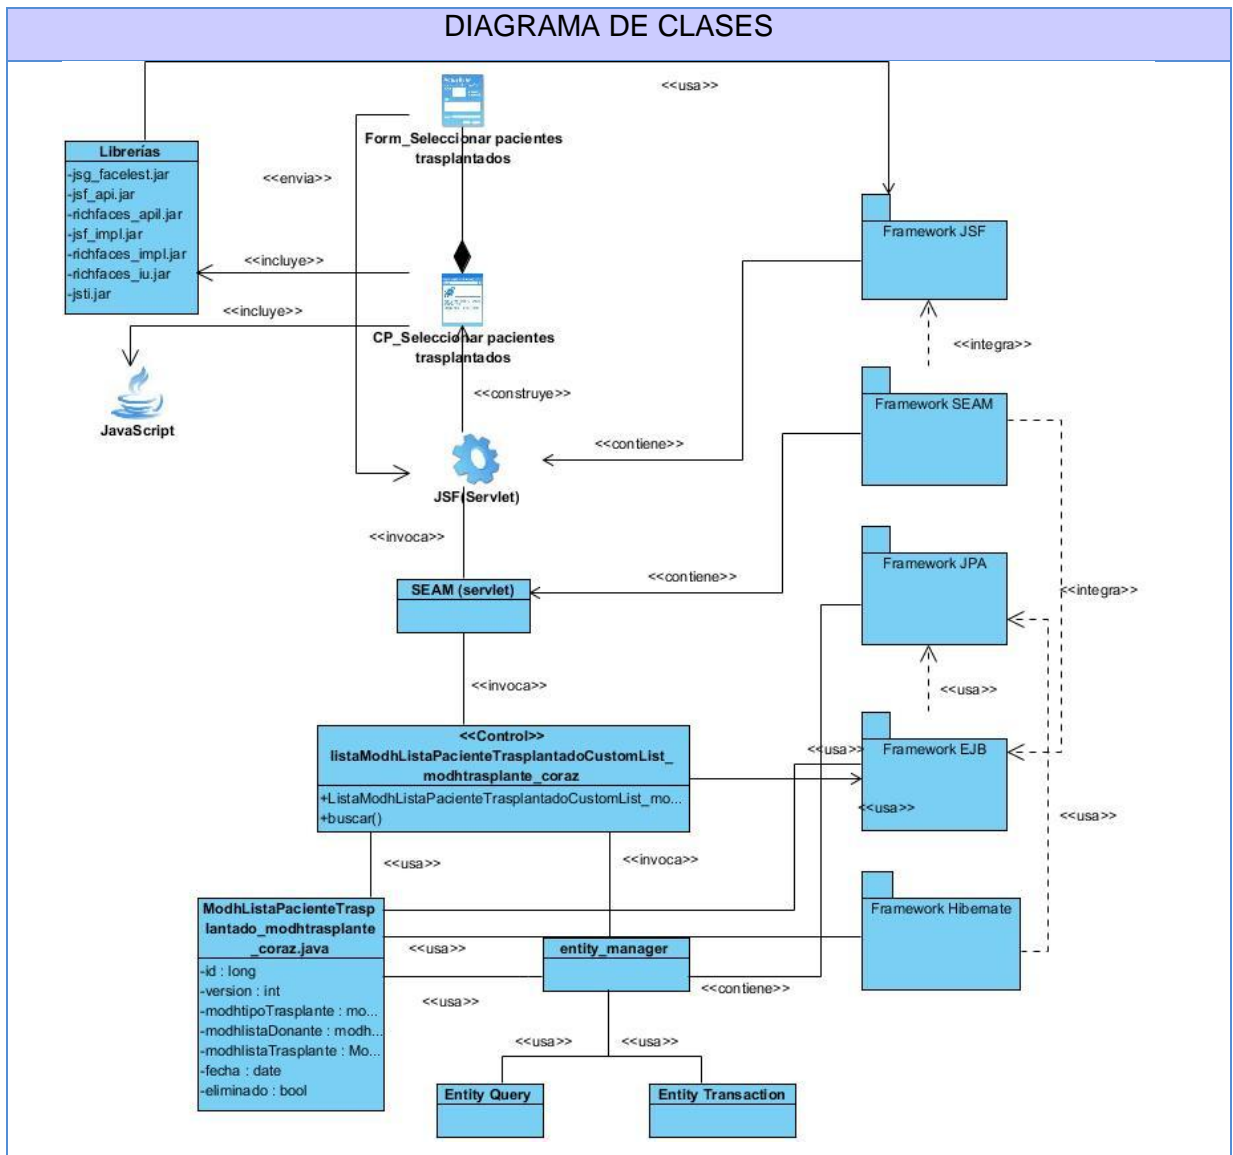 DIAGRAMA DE CLASES
<<usa>>
Form_Seleccionar pacientes
trasplantados
Librerías
-jsg_facelest.jar
-jsf_api.jar
-richfaces_apil.jar
-jsf_impl.jar
-richfaces_impl.jar
-richfaces_iu.jar
-jsti.jar
<<envia>>
Framework JSF
<<incluye>>
<<incluye>>
CP_Seleccionar pacientes
trasplantados
<<integra>>
JavaScript
<<construye>>
Framework SEAM
<<contiene>>
JSF(Servlet)
<<invoca>>
Framework JPA
<<contiene>>
SEAM (servlet)
<<integra>>
<<invoca>>
<<usa>>
<<Control>>
listaModhListaPacienteTrasplantadoCustomList_
modhtrasplante_coraz
+ListaModhListaPacienteTrasplantadoCustomList_mo...
+buscar()
<<usa>>
Framework EJB
<<usa>>
<<usa>>
<<usa>>
<<invoca>>
ModhListaPacienteTrasp
lantado_modhtrasplante
_coraz.java
-id : long
-version : int
-modhtipoTrasplante : mo...
-modhlistaDonante : modh...
-modhlistaTrasplante : Mo...
-fecha : date
-eliminado : bool
Framework Hibernate
<<usa>>
entity_manager
<<usa>>
<<contiene>>
<<usa>>
<<usa>>
Entity Query
Entity Transaction